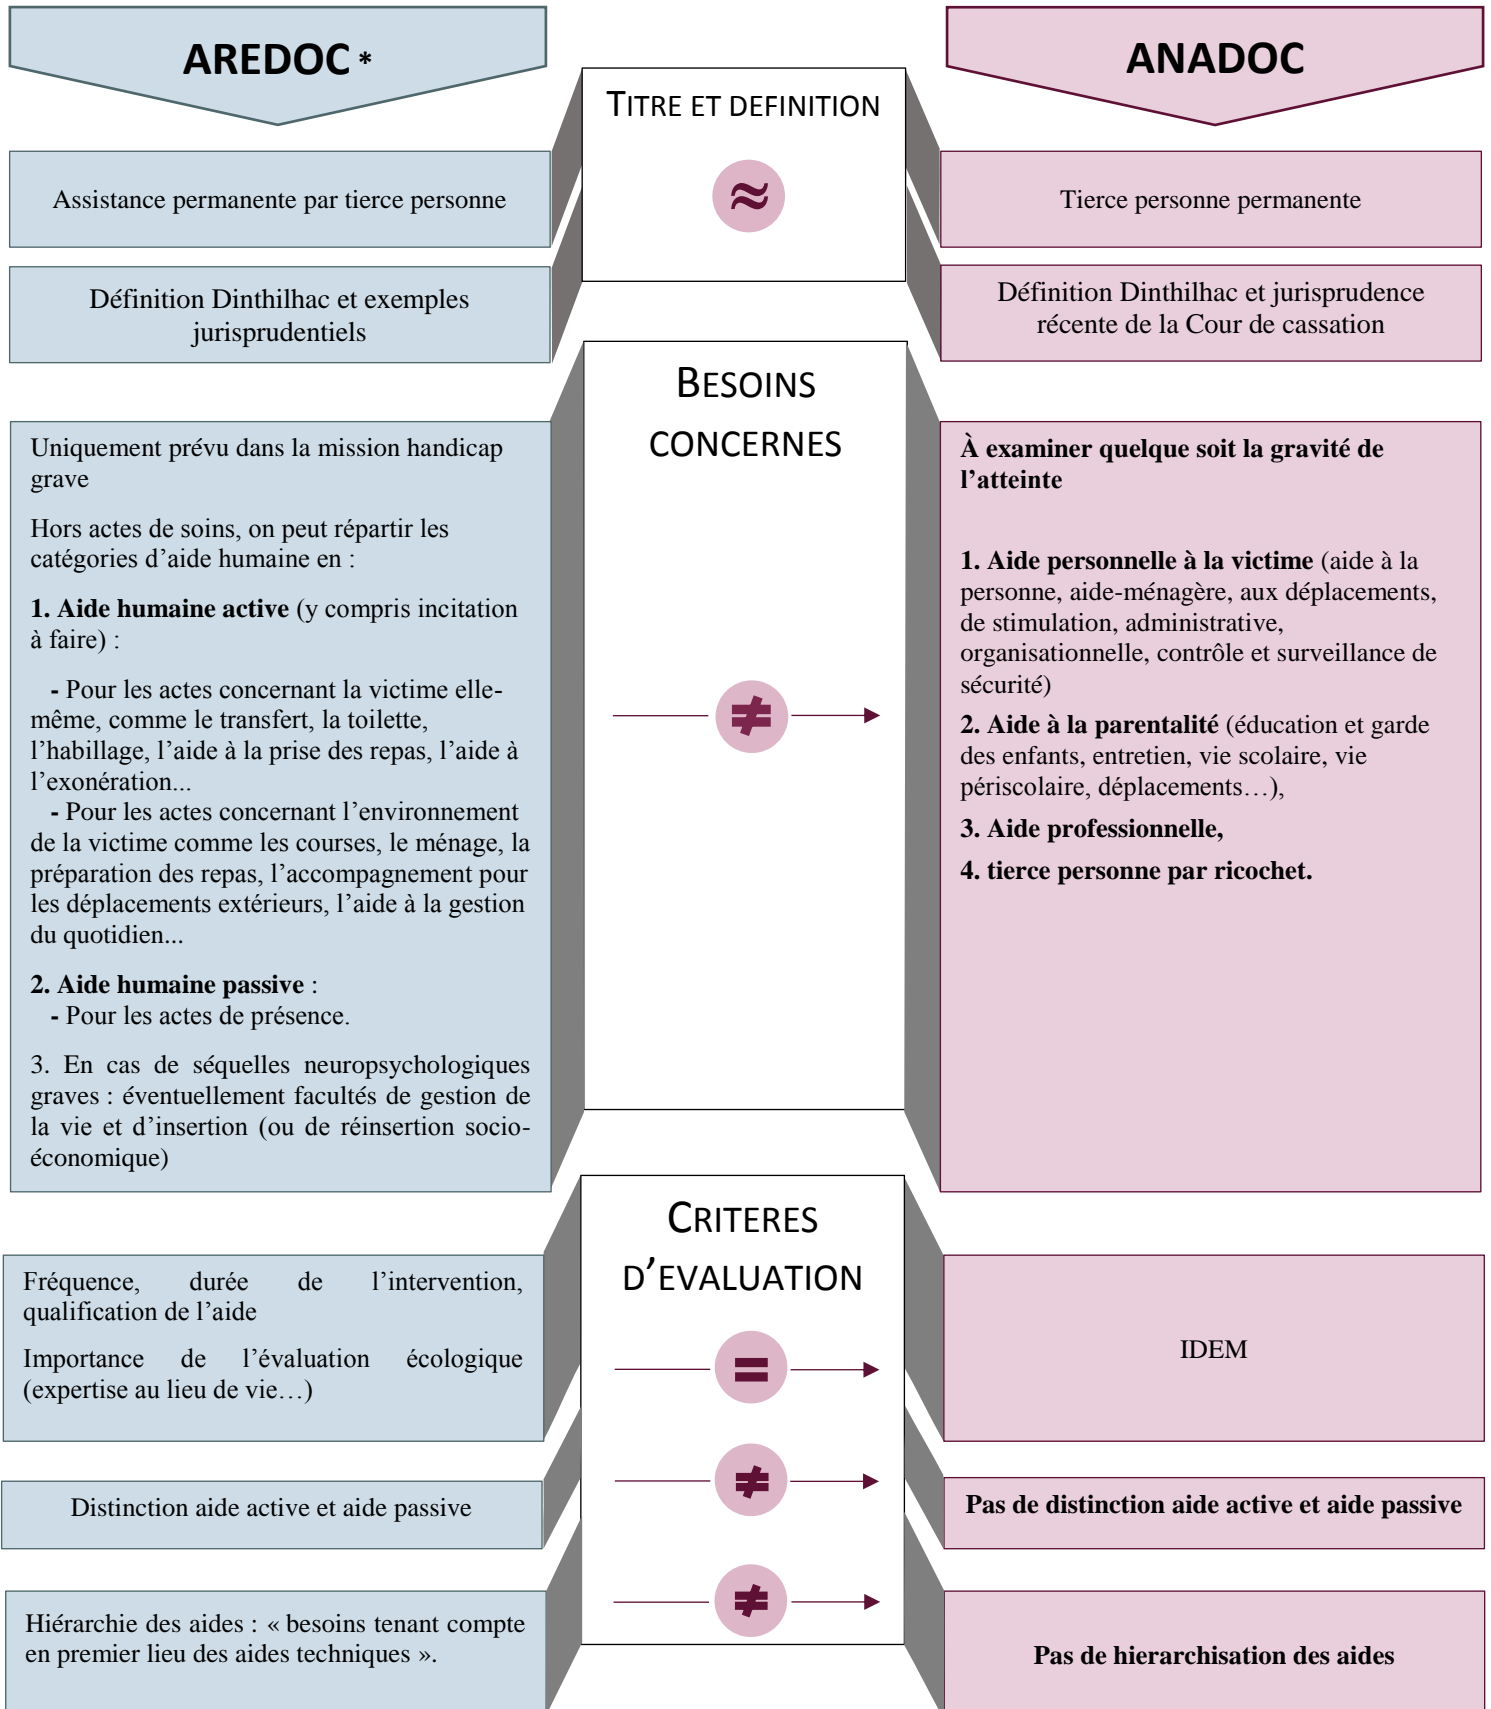 AREDOC *
ANADOC
TITRE ET DEFINITION
≈
Assistance permanente par tierce personne
Tierce personne permanente
Définition Dinthilhac et exemples
jurisprudentiels
Définition Dinthilhac et jurisprudence
récente de la Cour de cassation
BESOINS
CONCERNES
≠
Uniquement prévu dans la mission handicap
grave
Hors actes de soins, on peut répartir les
catégories d’aide humaine en :
1. Aide humaine active (y compris incitation
à faire) :
- Pour les actes concernant la victime elle-
même, comme le transfert, la toilette,
l’habillage, l’aide à la prise des repas, l’aide à
l’exonération...
- Pour les actes concernant l’environnement
de la victime comme les courses, le ménage, la
préparation des repas, l’accompagnement pour
les déplacements extérieurs, l’aide à la gestion
du quotidien...
2. Aide humaine passive :
- Pour les actes de présence.
3. En cas de séquelles neuropsychologiques
graves : éventuellement facultés de gestion de
la vie et d’insertion (ou de réinsertion socio-
économique)
À examiner quelque soit la gravité de
l’atteinte
1. Aide personnelle à la victime (aide à la
personne, aide-ménagère, aux déplacements,
de stimulation, administrative,
organisationnelle, contrôle et surveillance de
sécurité)
2. Aide à la parentalité (éducation et garde
des enfants, entretien, vie scolaire, vie
périscolaire, déplacements…),
3. Aide professionnelle,
4. tierce personne par ricochet.
CRITERES
D’EVALUATION
Fréquence, durée de l’intervention,
qualification de l’aide
Importance de l’évaluation écologique
(expertise au lieu de vie…)
=
IDEM
Distinction aide active et aide passive
≠
Pas de distinction aide active et aide passive
Hiérarchie des aides : « besoins tenant compte
en premier lieu des aides techniques ».
≠
Pas de hierarchisation des aides